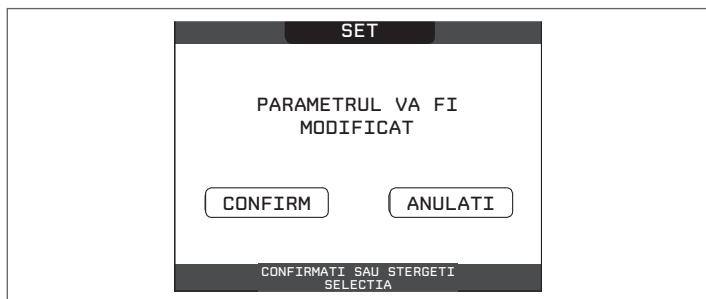 SET
PARAMETRUL VA FI
MODIFICAT
CONFIRM
ANULATI
CONFIRMATI SAU STERGETI
SELECTIA